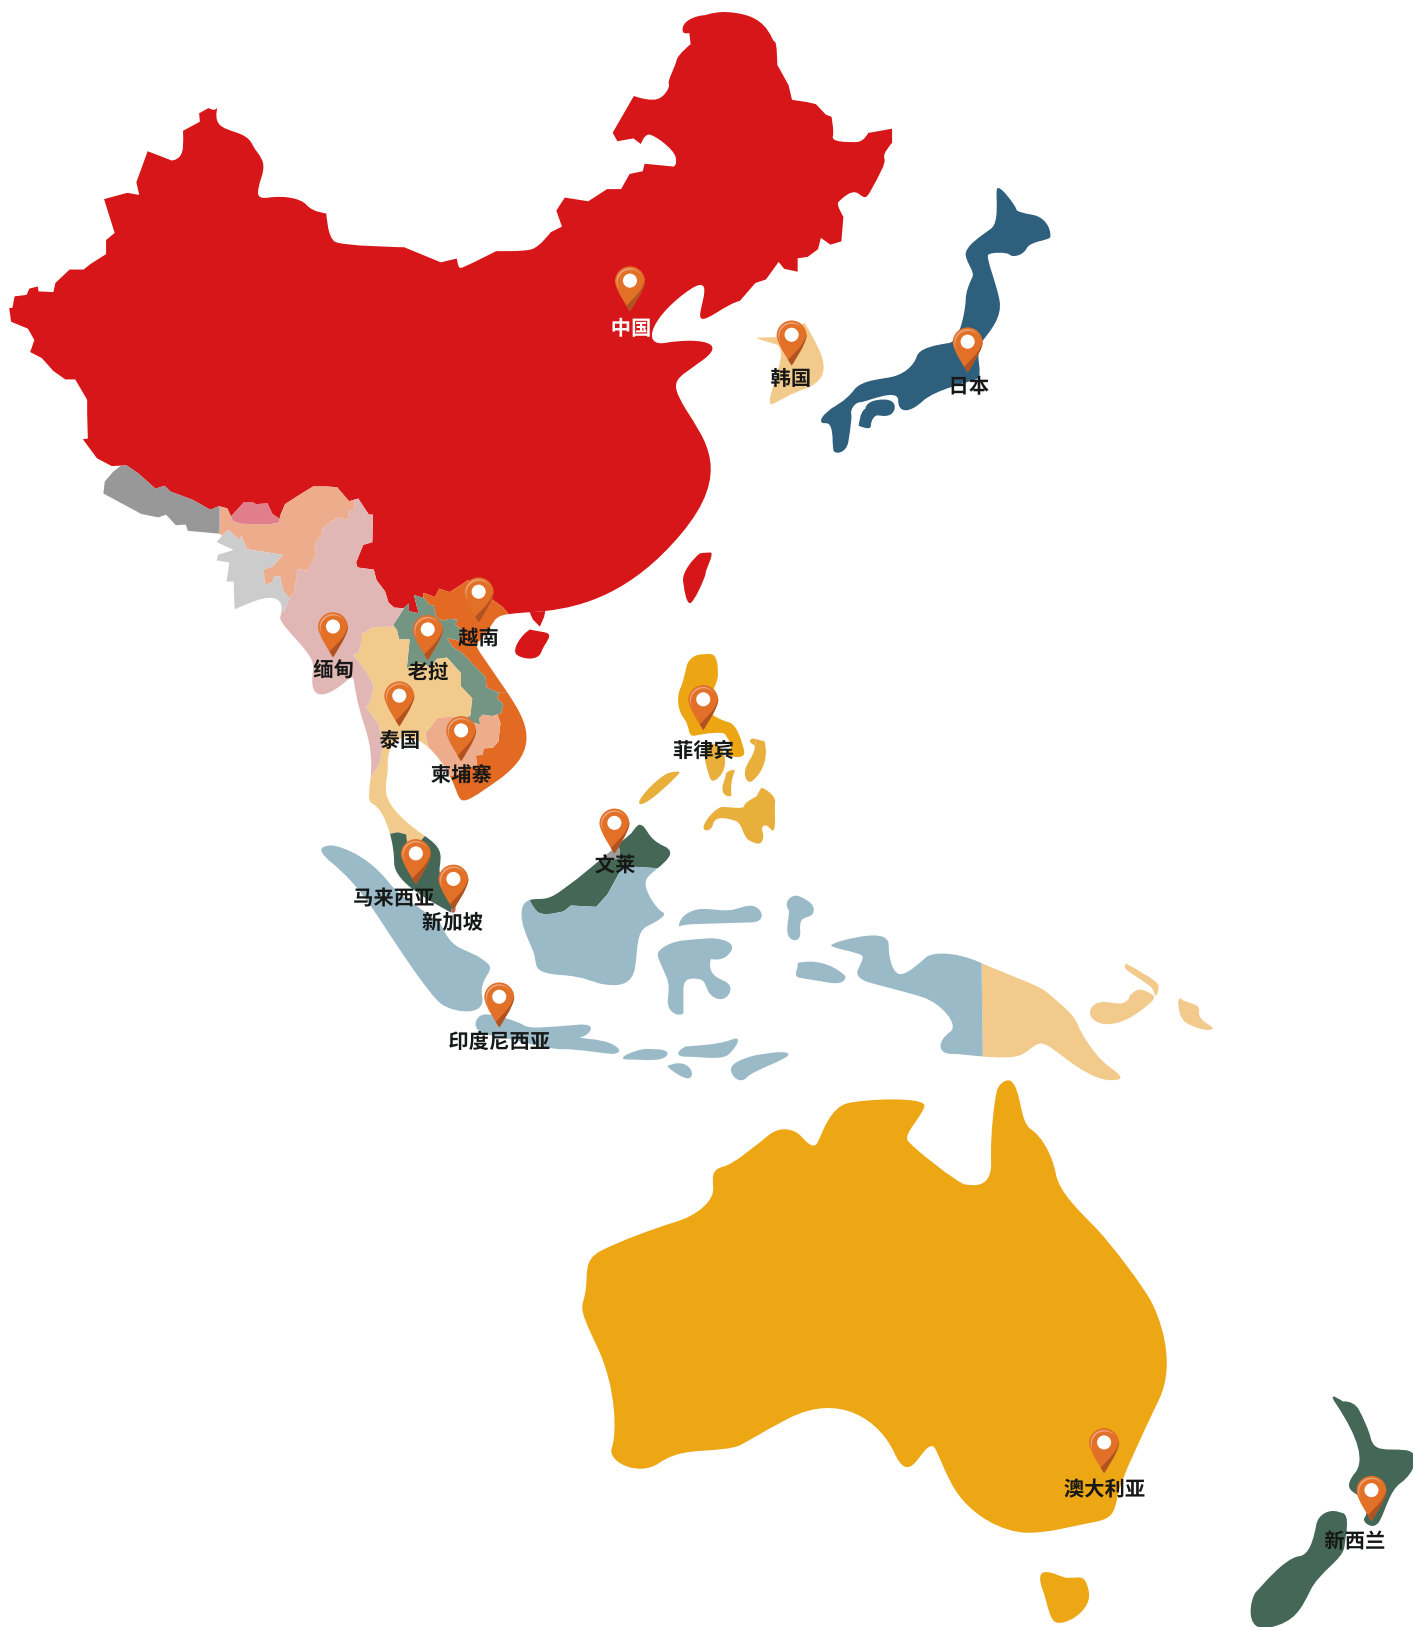 中国
韩国
日本
越南
缅甸
老挝
泰国
菲律宾
柬埔寨
文莱
马来西亚
新加坡
印度尼西亚
澳大利亚
新西兰